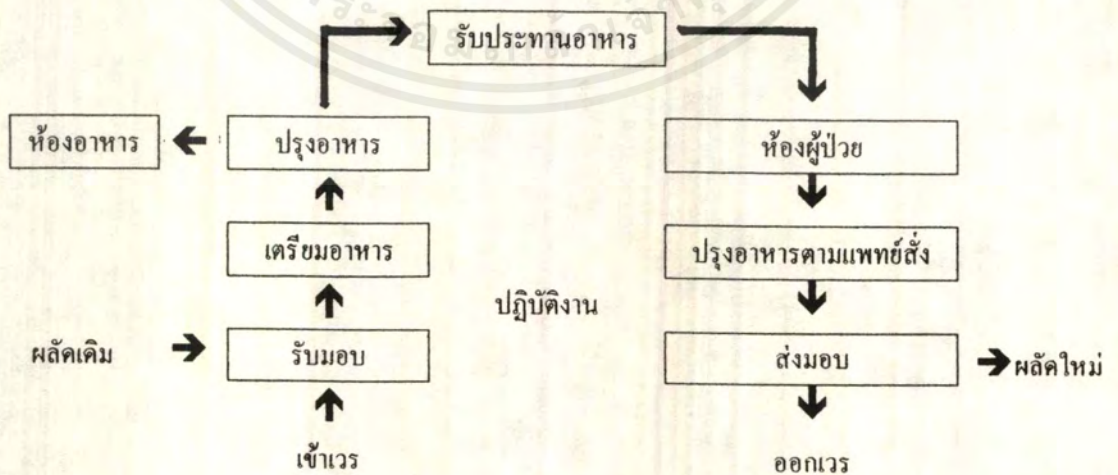 รับประทานอาหาร
ห้องอาหาร
ปรุงอาหาร
ห้องผู้ป่วย
เตรียมอาหาร
ปรุงอาหารตามแพทย์สั่ง
ปฏิบัติงาน
ผลัดเดิม
รับมอบ
ส่งมอบ
ผลัดใหม่
เข้าเวร
ออกเวร